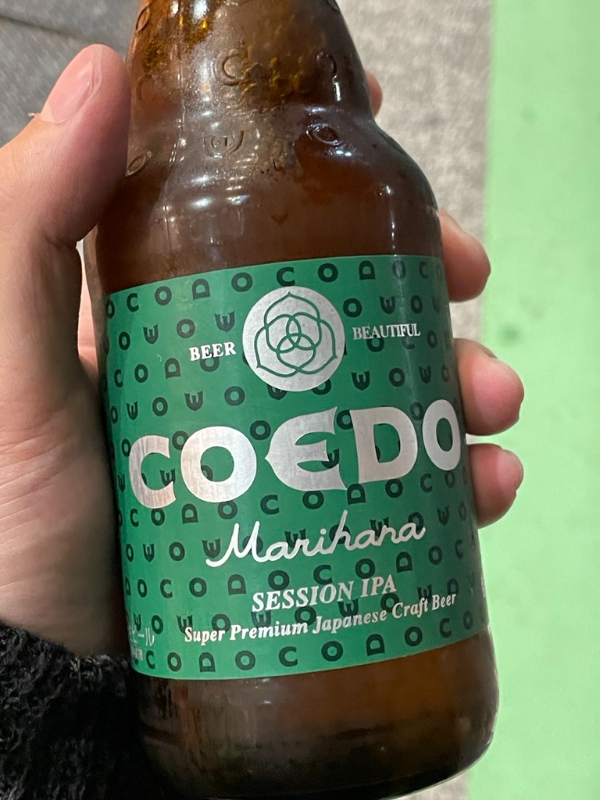 BEER BEAUTIFUL
COEDO
Marihana
SESSION IPA
Super Premium Japanese Craft Beer